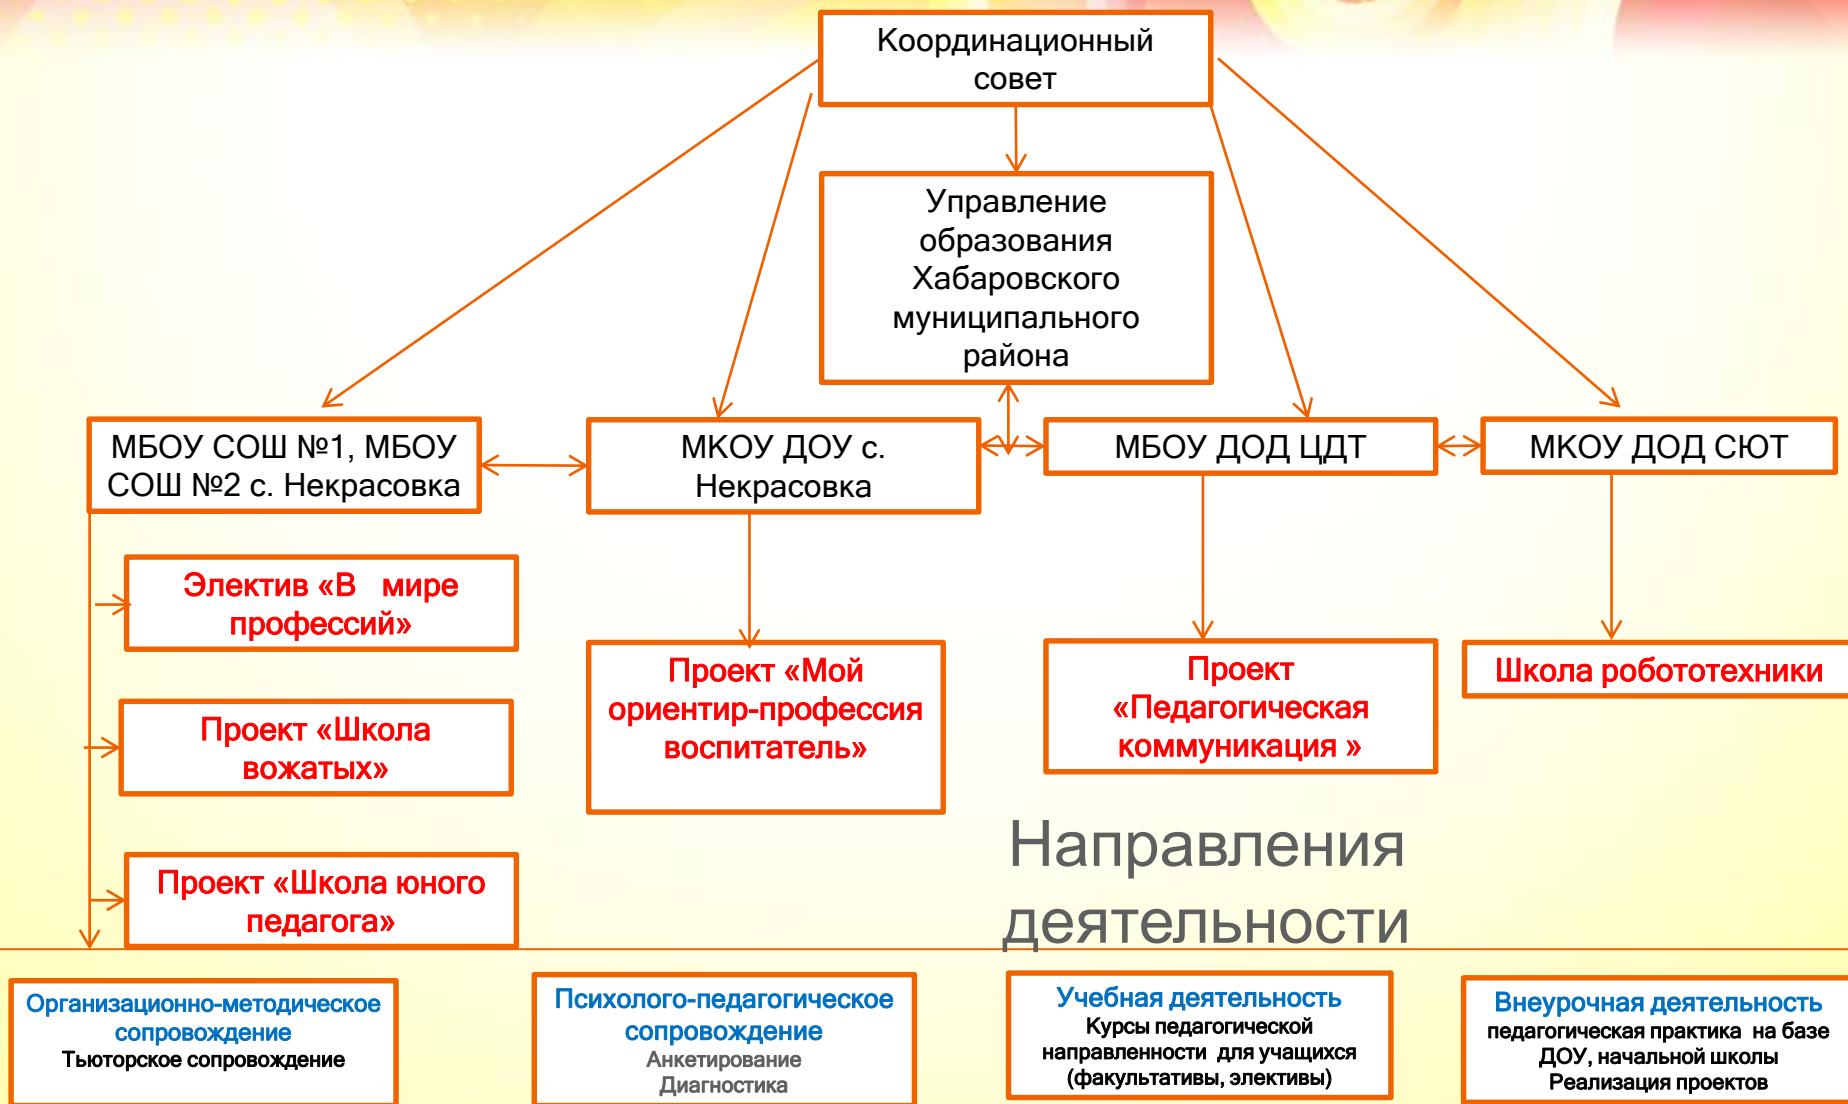 Координационный
совет
Управление
образования
Хабаровского
муниципального
района
МБОУ СОШ №1, МБОУ
СОШ №2 с. Некрасовка
МКОУ ДОУ с.
Некрасовка
МБОУ ДОД ЦДТ
МКОУ ДОД СЮТ
Электив «В мире
профессий»
Проект «Школа
вожатых»
Проект «Школа юного
педагога»
Проект «Мой
ориентир-профессия
воспитатель»
Проект
«Педагогическая
коммуникация »
Школа робототехники
Направления
деятельности
Организационно-методическое
сопровождение
Тьюторское сопровождение
Психолого-педагогическое
сопровождение
Анкетирование
Диагностика
Учебная деятельность
Курсы педагогической
направленности для учащихся
(факультативы, элективы)
Внеурочная деятельность
педагогическая практика на базе
ДОУ, начальной школы
Реализация проектов